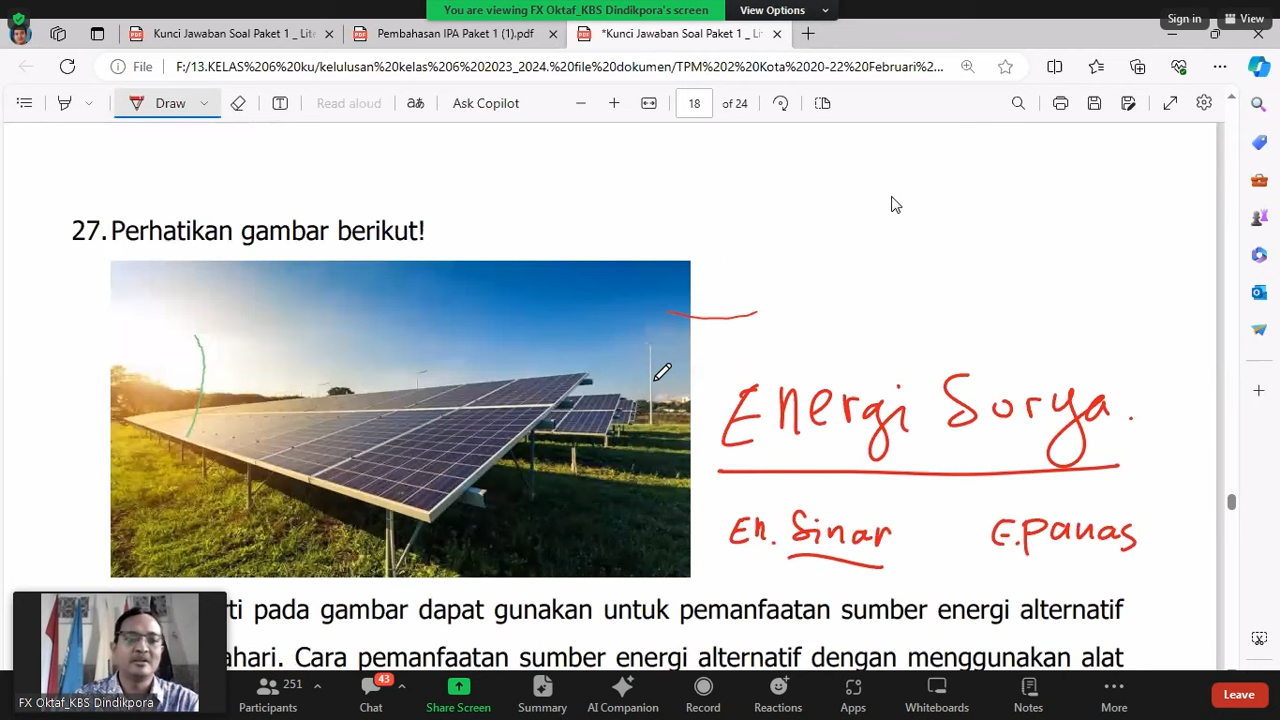 You are viewing FX Oktaf_KBS Dindikpora's screen
View Options
Sign in
View
Kunci Jawaban Soal Paket 1 _ Lite
Pembahasan IPA Paket 1 (1).pdf
*Kunci Jawaban Soal Paket 1 _ Lite
File
F:/13.KELAS%206%20ku/kelulusan%20kelas%206%202023_2024.%20file%20dokumen/TPM%202%20Kota%2020-22%20Februari%...
Draw
Read aloud
aあ
Ask Copilot
18 of 24
27. Perhatikan gambar berikut!
Energi Surya.
En. Sinar
E. Panas
ti pada gambar dapat gunakan untuk pemanfaatan sumber energi alternatif
ahari. Cara pemanfaatan sumber energi alternatif dengan menggunakan alat
FX Oktaf_KBS Dindikpora
251
43
Participants
Chat
Share Screen
Summary
AI Companion
Record
Reactions
Apps
Whiteboards
Notes
More
Leave